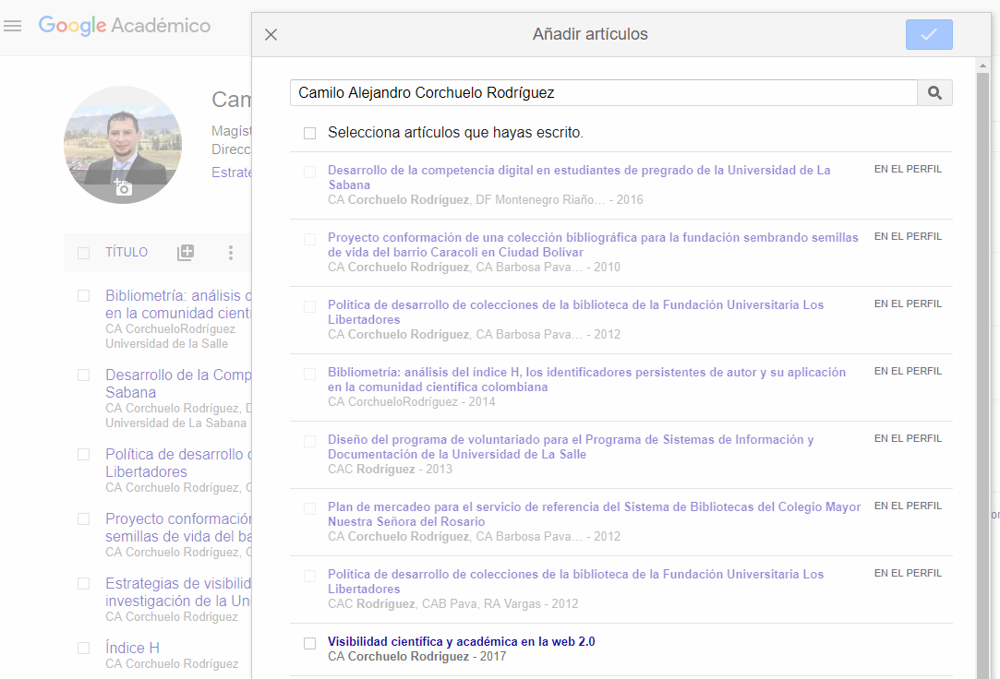 Google Académico
Añadir artículos
Cam
Magíst
Direcc
Estrate
TÍTULO
Bibliometría: análisis d
en la comunidad cientí
CA CorchueloRodríguez
Universidad de la Salle
Desarrollo de la Comp
Sabana
CA Corchuelo Rodríguez, D
Universidad de La Sabana
Política de desarrollo d
Libertadores
CA Corchuelo Rodríguez, C
Proyecto conformación
semillas de vida del ba
CA Corchuelo Rodríguez, C
Estrategias de visibilid
investigación de la Un
CA Corchuelo Rodríguez
Índice H
CA Corchuelo Rodríguez
Camilo Alejandro Corchuelo Rodríguez
Selecciona artículos que hayas escrito.
Desarrollo de la competencia digital en estudiantes de pregrado de la Universidad de La
Sabana
CA Corchuelo Rodríguez, DF Montenegro Riaño… - 2016
EN EL PERFIL
Proyecto conformación de una colección bibliográfica para la fundación sembrando semillas
de vida del barrio Caracoli en Ciudad Bolívar
CA Corchuelo Rodríguez, CA Barbosa Pava… - 2010
EN EL PERFIL
Política de desarrollo de colecciones de la biblioteca de la Fundación Universitaria Los
Libertadores
CA Corchuelo Rodríguez, CA Barbosa Pava… - 2012
EN EL PERFIL
Bibliometría: análisis del índice H, los identificadores persistentes de autor y su aplicación
en la comunidad científica colombiana
CA CorchueloRodríguez - 2014
EN EL PERFIL
Diseño del programa de voluntariado para el Programa de Sistemas de Información y
Documentación de la Universidad de La Salle
CAC Rodríguez - 2013
EN EL PERFIL
Plan de mercadeo para el servicio de referencia del Sistema de Bibliotecas del Colegio Mayor
Nuestra Señora del Rosario
CA Corchuelo Rodríguez, CA Barbosa Pava… - 2012
EN EL PERFIL
Política de desarrollo de colecciones de la biblioteca de la Fundación Universitaria Los
Libertadores
CAC Rodríguez, CAB Pava, RA Vargas - 2012
EN EL PERFIL
Visibilidad científica y académica en la web 2.0
CA Corchuelo Rodriguez - 2017
or